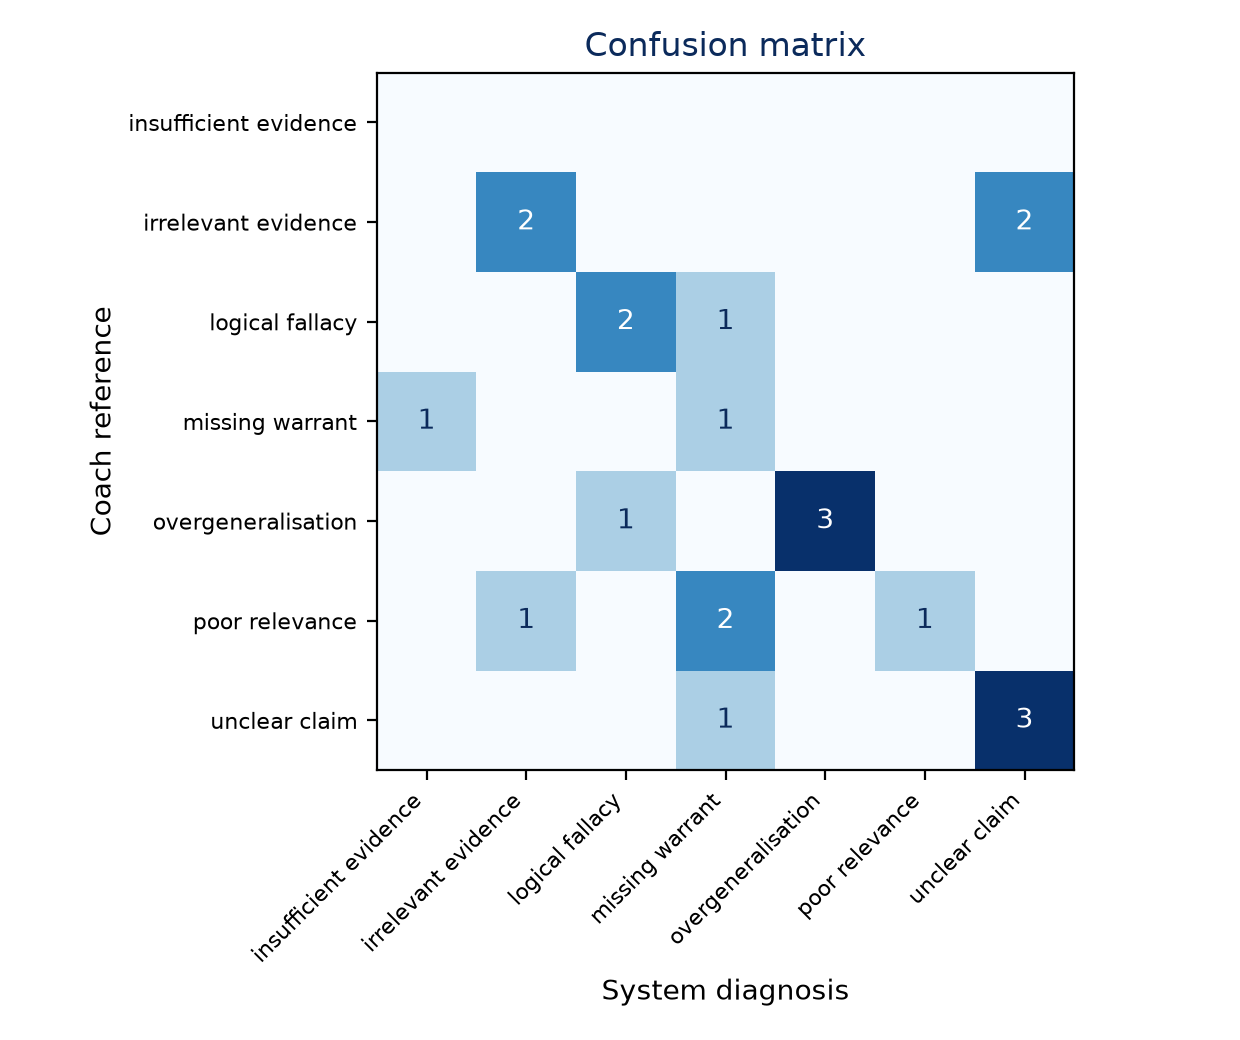 Confusion matrix
Coach reference
insufficient evidence
irrelevant evidence 2 2
logical fallacy 2 1
missing warrant 1 1
overgeneralisation 1 3
poor relevance 1 2 1
unclear claim 1 3
insufficient evidence
irrelevant evidence
logical fallacy
missing warrant
overgeneralisation
poor relevance
unclear claim
System diagnosis